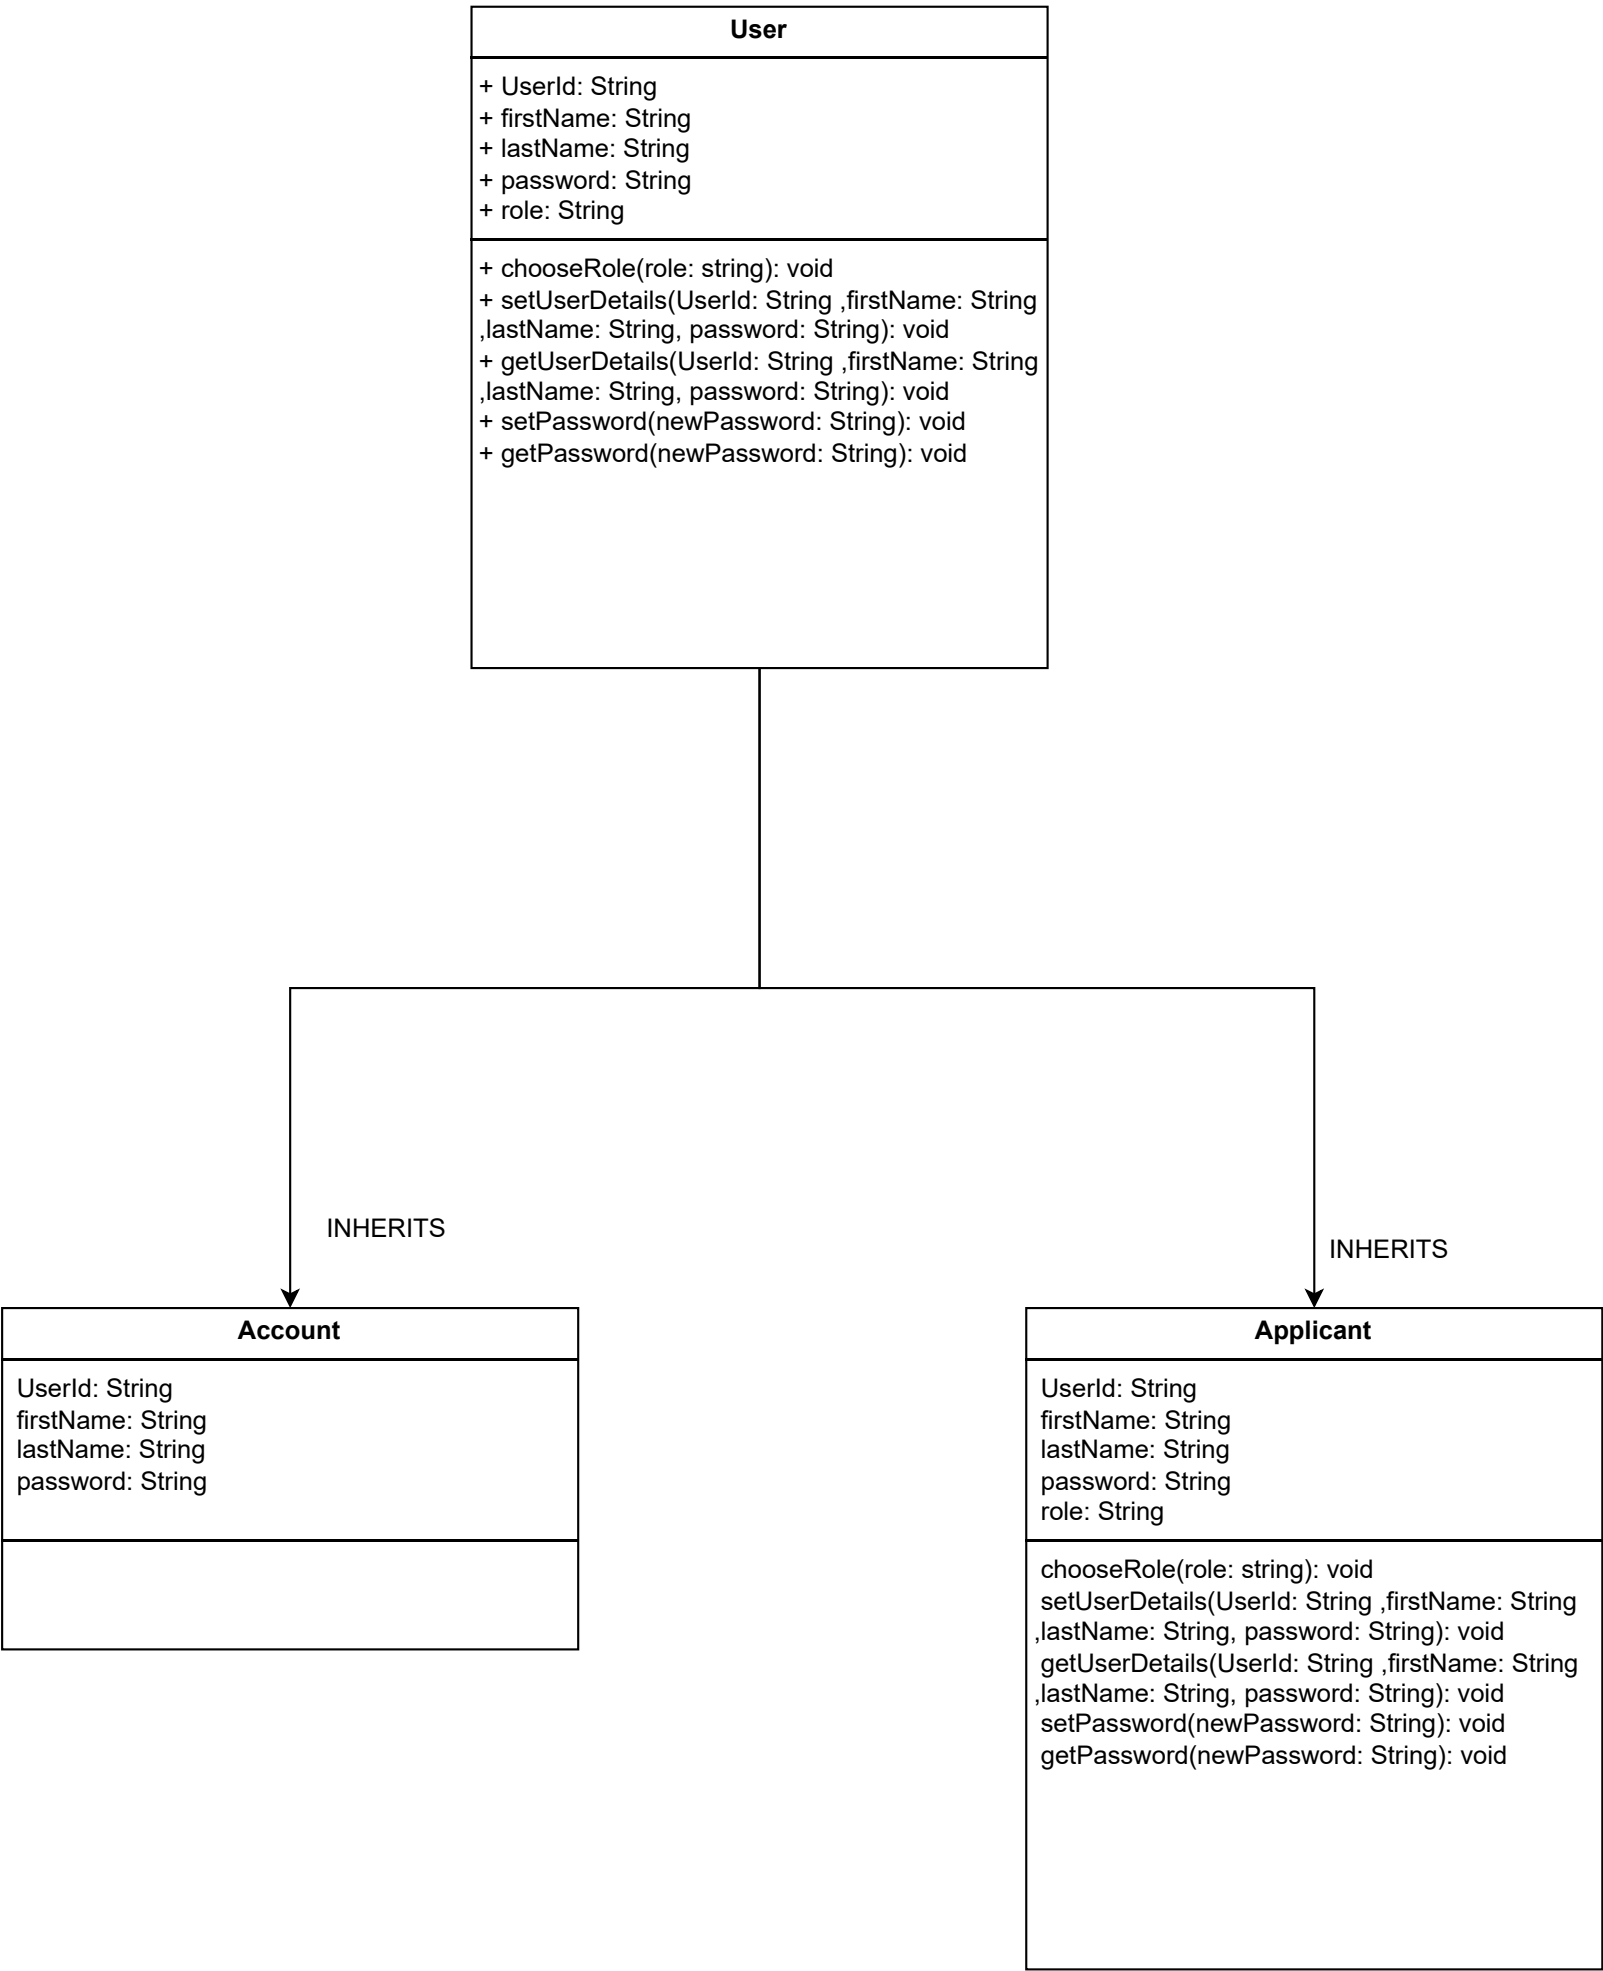 User
+ UserId: String
+ firstName: String
+ lastName: String
+ password: String
+ role: String
+ chooseRole(role: string): void
+ setUserDetails(UserId: String ,firstName: String
,lastName: String, password: String): void
+ getUserDetails(UserId: String ,firstName: String
,lastName: String, password: String): void
+ setPassword(newPassword: String): void
+ getPassword(newPassword: String): void
INHERITS
INHERITS
Account
UserId: String
firstName: String
lastName: String
password: String
Applicant
UserId: String
firstName: String
lastName: String
password: String
role: String
chooseRole(role: string): void
setUserDetails(UserId: String ,firstName: String
,lastName: String, password: String): void
getUserDetails(UserId: String ,firstName: String
,lastName: String, password: String): void
setPassword(newPassword: String): void
getPassword(newPassword: String): void